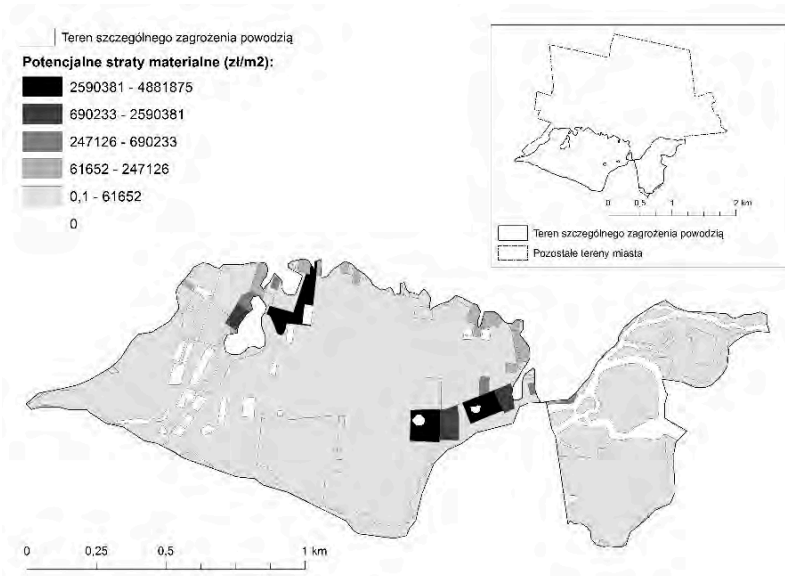 Teren szczególnego zagrożenia powodzią
Potencjalne straty materialne (zł/m2):
2590381 - 4881875
690233 - 2590381
247126 - 690233
61652 - 247126
0,1 - 61652
0
0 0,5 1 2 km
Teren szczególnego zagrożenia powodzią
Pozostałe tereny miasta
0 0,25 0,5 1 km